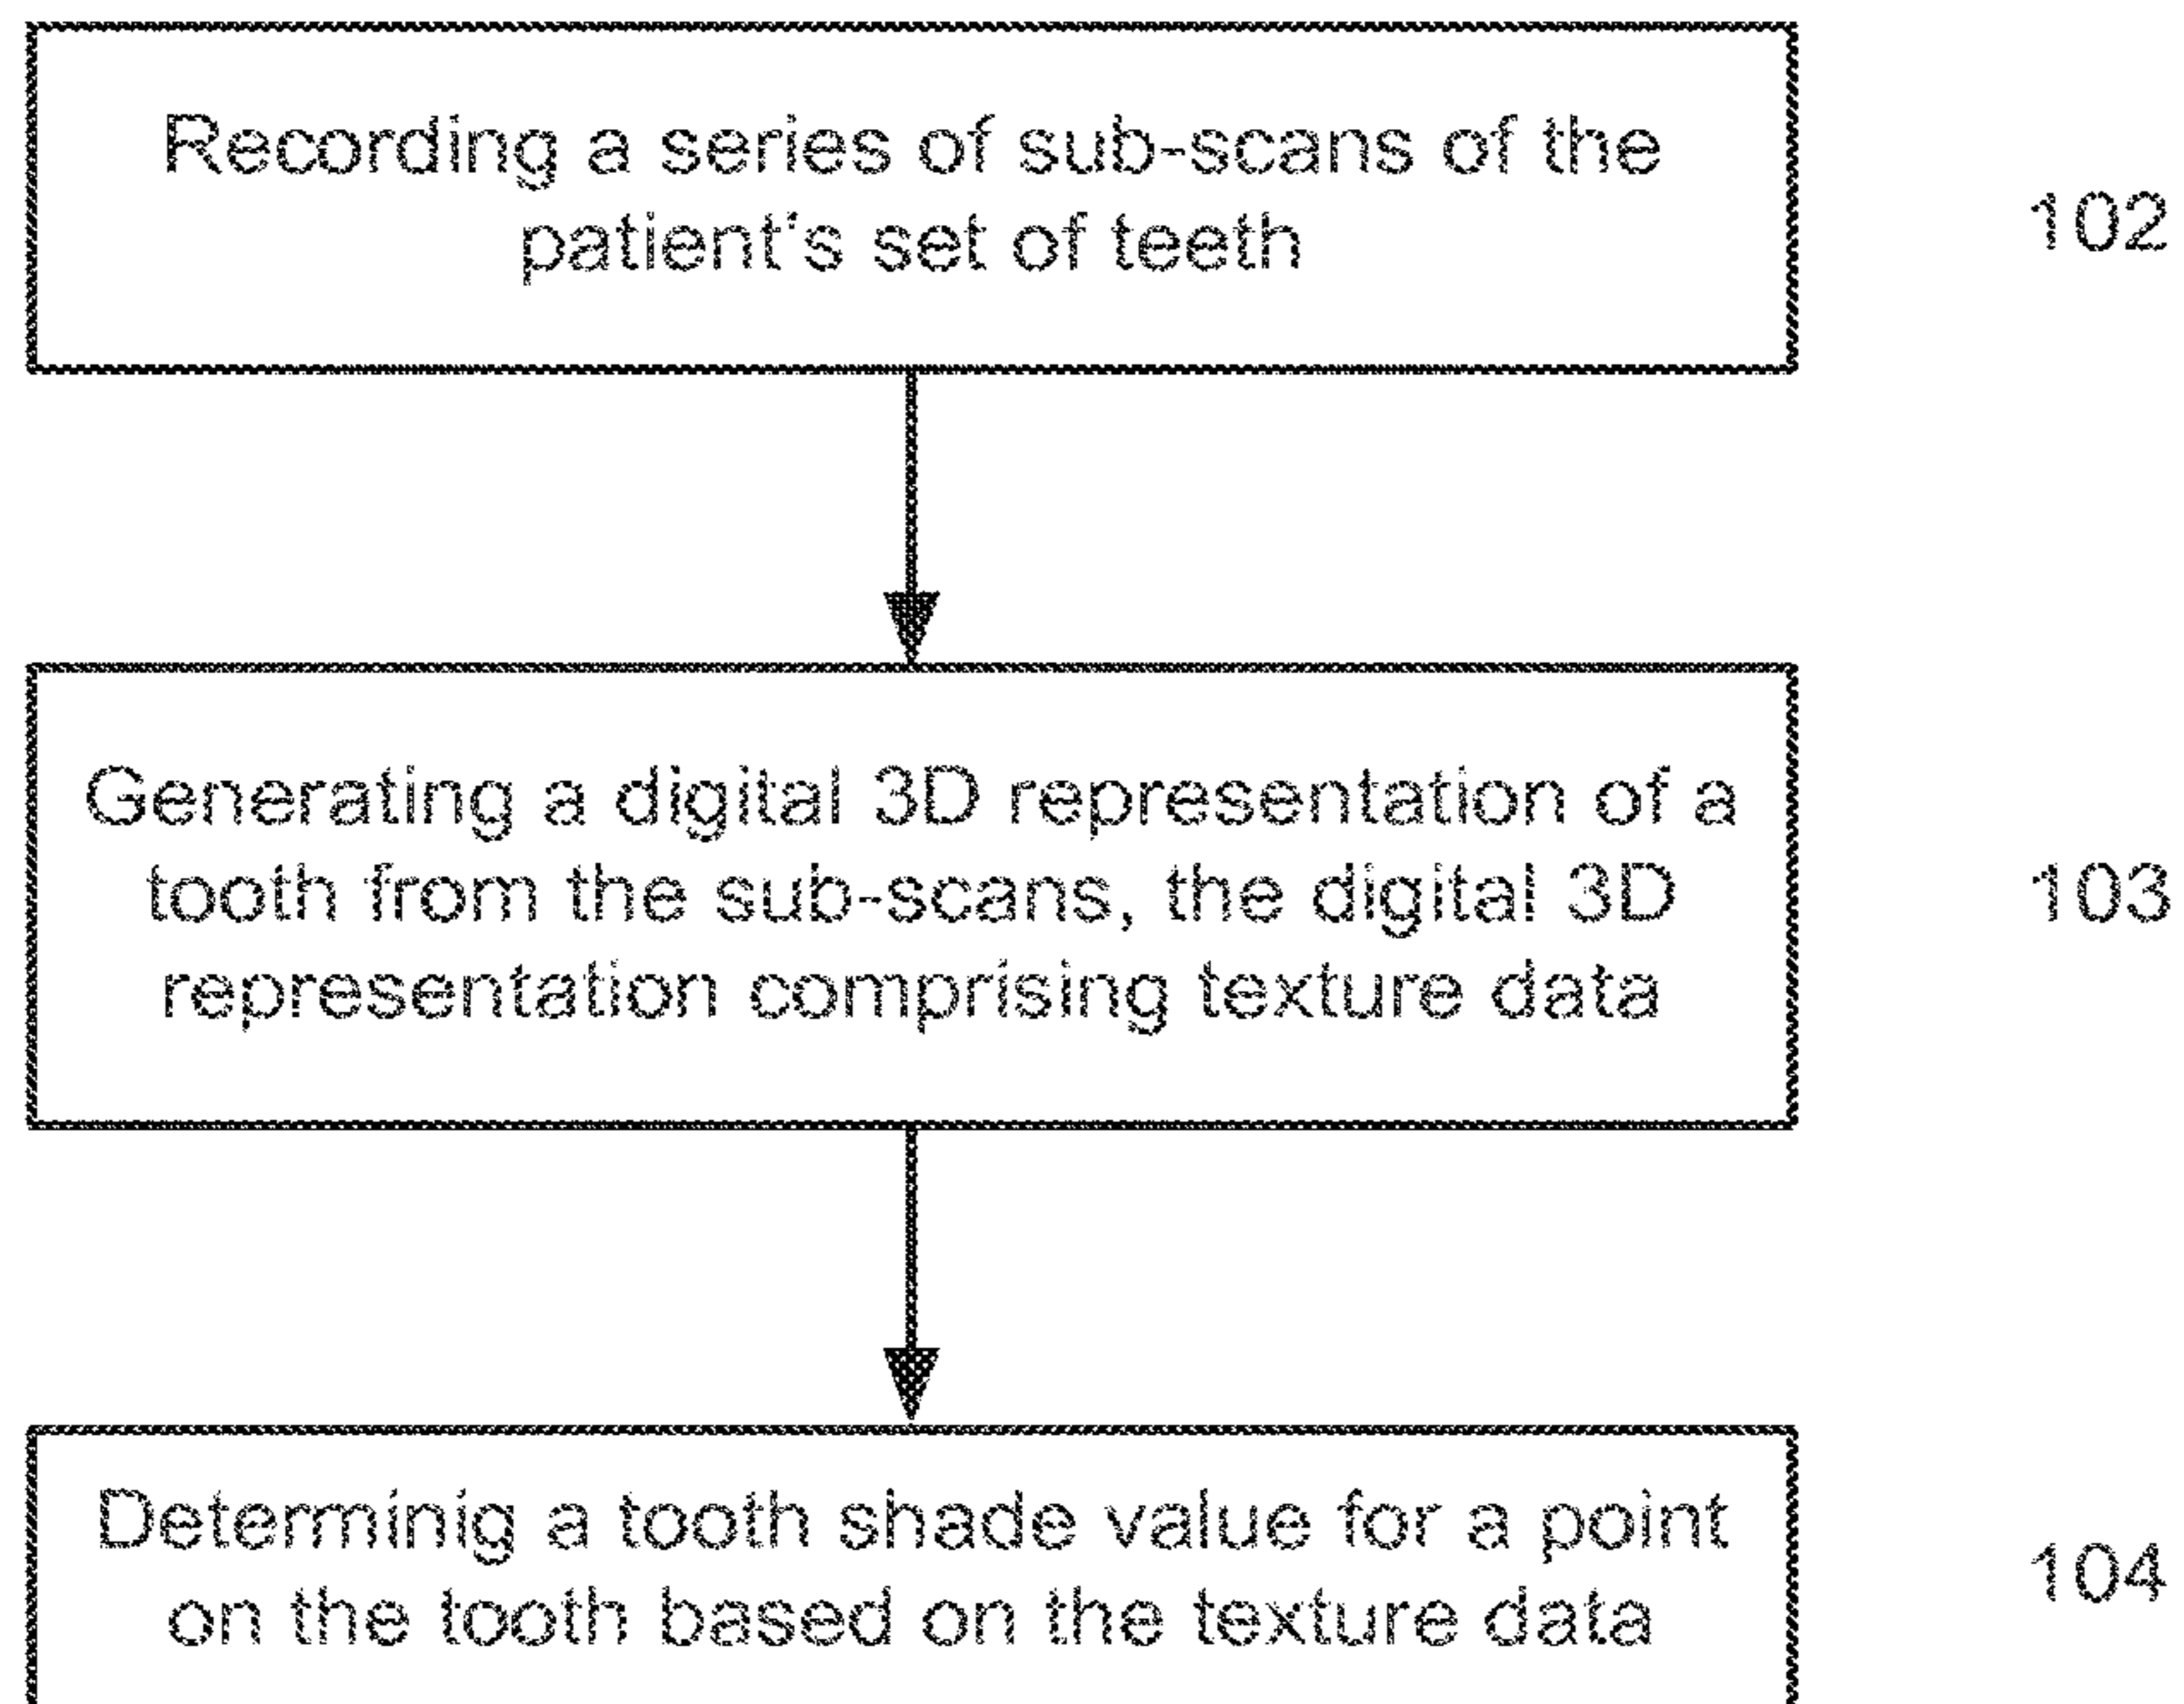 Recording a series of sub-scans of the
patient's set of teeth
102
Generating a digital 3D representation of a
tooth from the sub-scans, the digital 3D
representation comprising texture data
103
Determinig a tooth shade value for a point
on the tooth based on the texture data
104